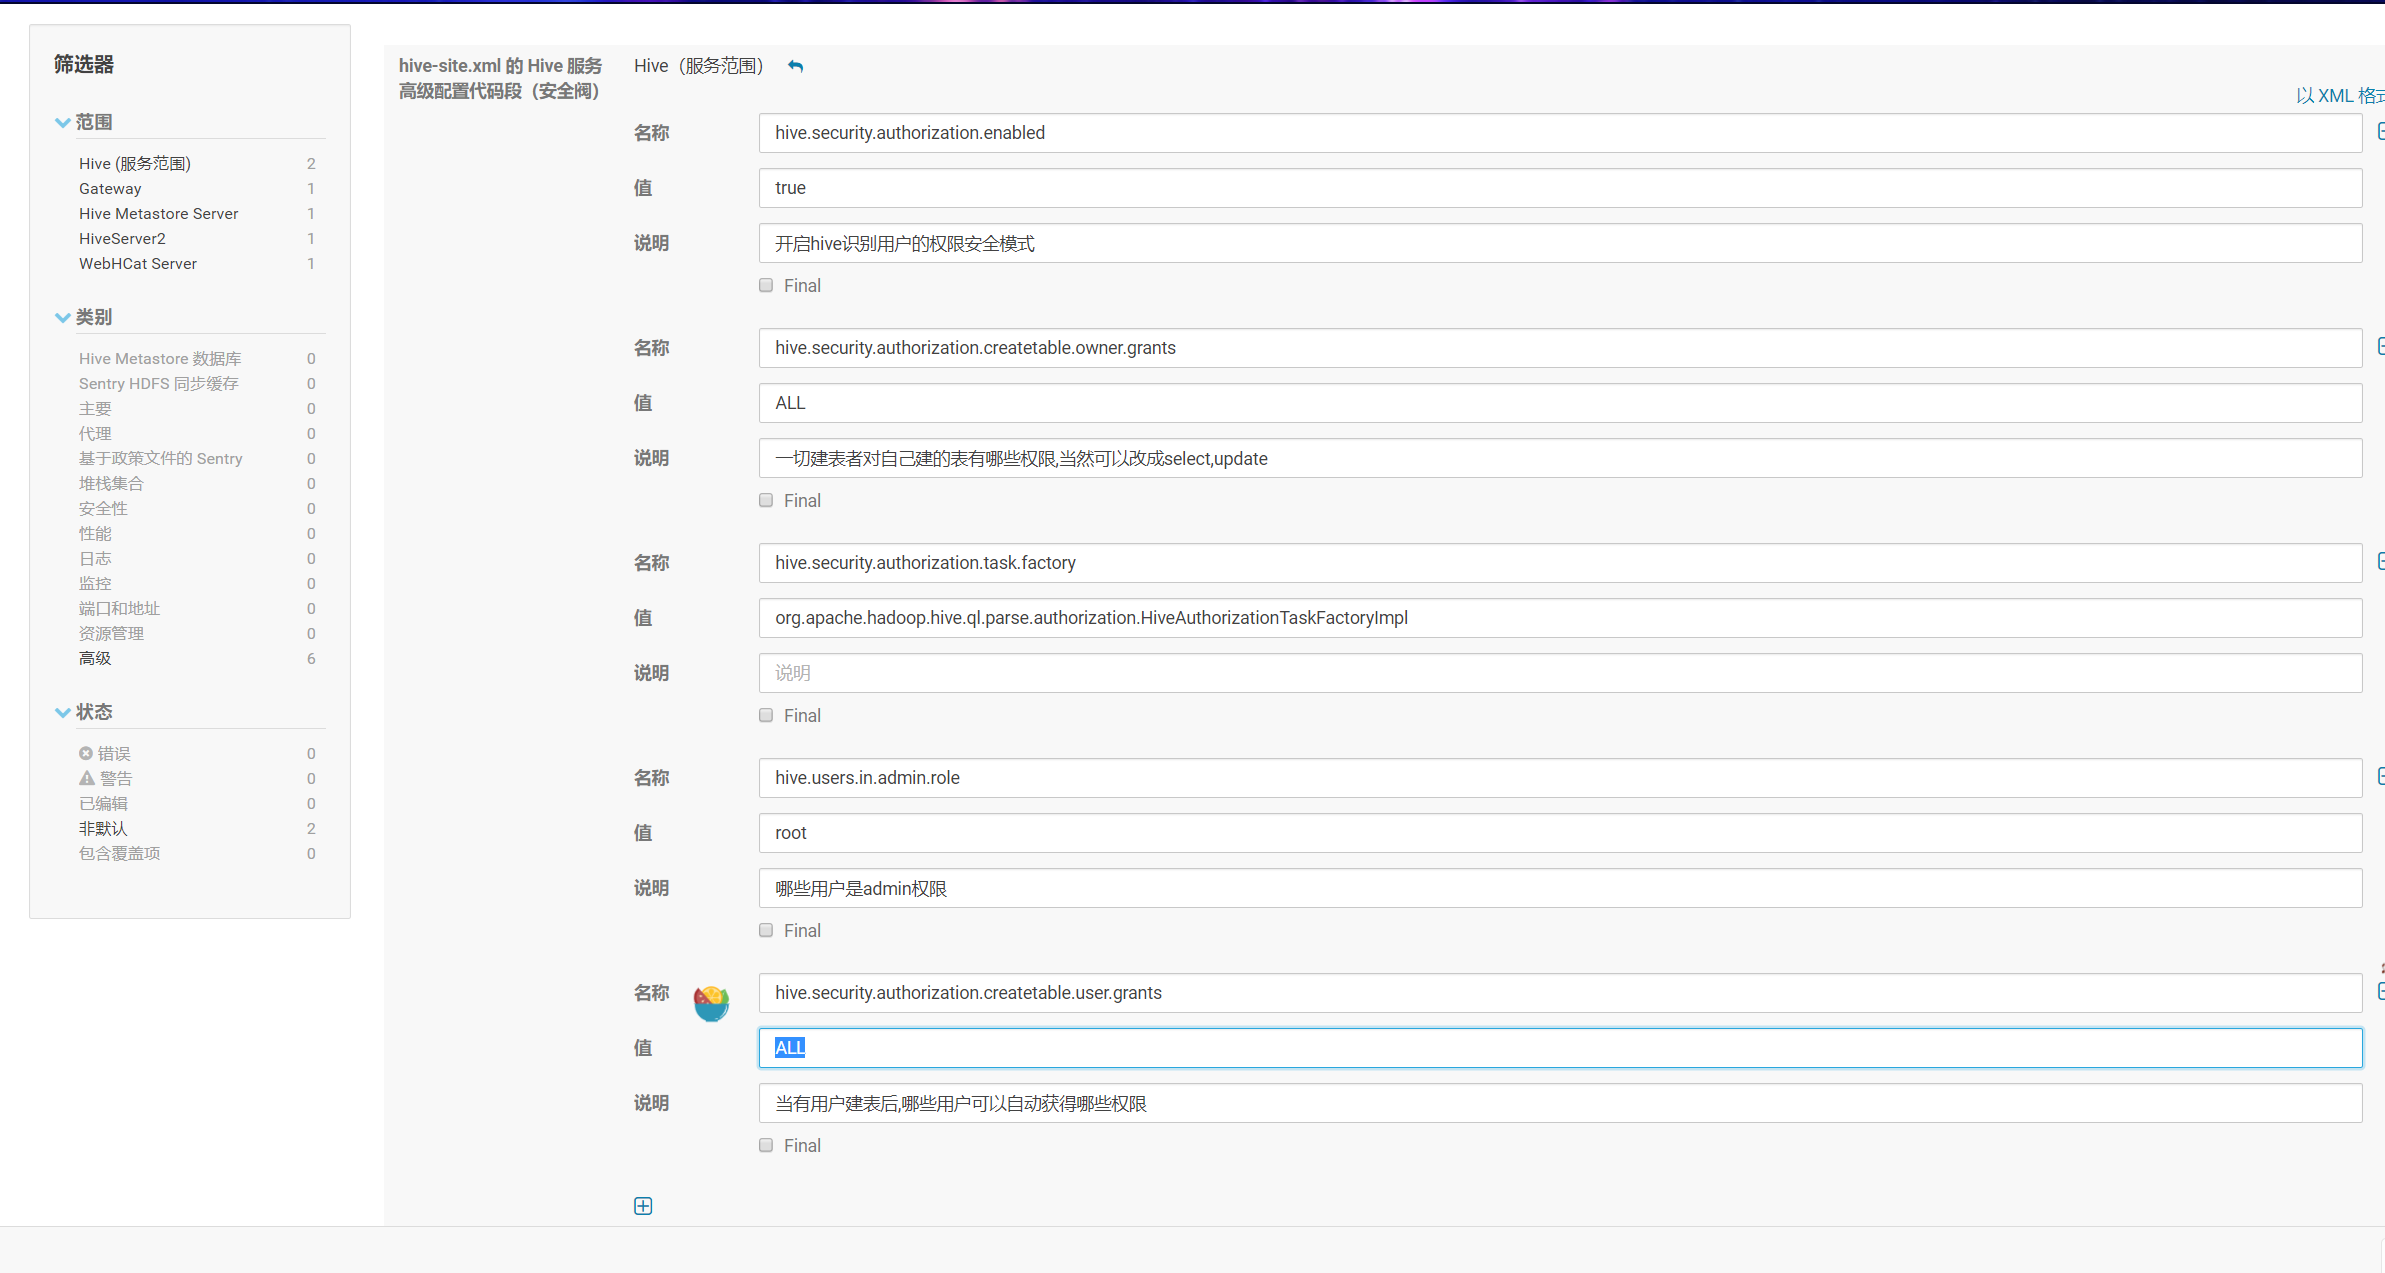 筛选器
范围
Hive (服务范围) 2
Gateway 1
Hive Metastore Server 1
HiveServer2 1
WebHCat Server 1
类别
Hive Metastore 数据库 0
Sentry HDFS 同步缓存 0
主要 0
代理 0
基于政策文件的 Sentry 0
堆栈集合 0
安全性 0
性能 0
日志 0
监控 0
端口和地址 0
资源管理 0
高级 6
状态
错误 0
警告 0
已编辑 0
非默认 2
包含覆盖项 0
hive-site.xml 的 Hive 服务
高级配置代码段（安全阀）
Hive（服务范围）
以 XML 格式
名称 hive.security.authorization.enabled
值 true
说明 开启hive识别用户的权限安全模式
Final
名称 hive.security.authorization.createtable.owner.grants
值 ALL
说明 一切建表者对自己建的表有哪些权限,当然可以改成select,update
Final
名称 hive.security.authorization.task.factory
值 org.apache.hadoop.hive.ql.parse.authorization.HiveAuthorizationTaskFactoryImpl
说明 说明
Final
名称 hive.users.in.admin.role
值 root
说明 哪些用户是admin权限
Final
名称 hive.security.authorization.createtable.user.grants
值 ALL
说明 当有用户建表后,哪些用户可以自动获得哪些权限
Final